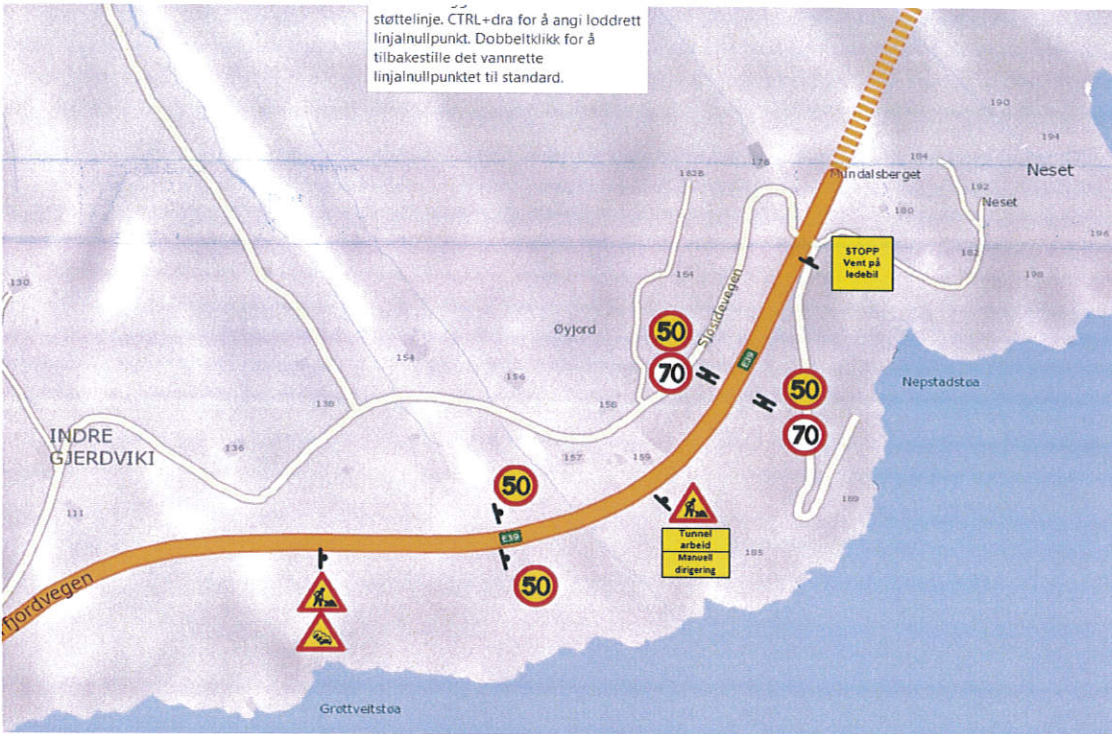 støttelinje. CTRL+dra for å angi loddrett
linjalnullpunkt. Dobbeltklikk for å
tilbakestille det vannrette
linjalnullpunktet til standard.
190
194
Neset
184
176
Mundalsberget
182B
192
Neset
180
196
STOPP
Vent på
ledebil
182
198
130
164
Sjøsidevegen
Øyjord
50
70
E39
154
156
158
50
70
Nepstadstøa
138
INDRE
GJERDVIKI
136
157
159
50
189
111
E39
Tunnel
arbeid
Manuell
dirigering
185
50
fjordvegen
Grøttveitstøa